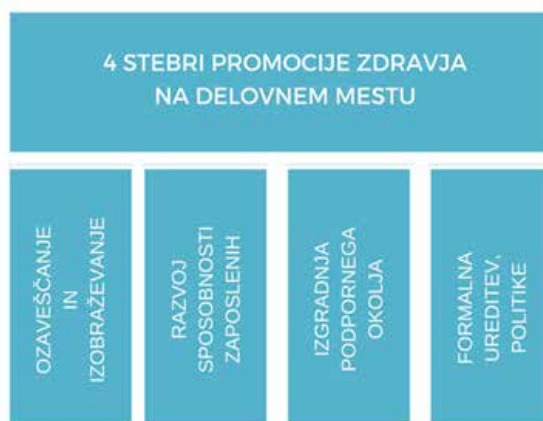 4 STEBRI PROMOCIJE ZDRAVJA
NA DELOVNEM MESTU
OZAVEŠČANJE
IN
IZOBRAŽEVANJE
RAZVOJ
SPOSOBNOSTI
ZAPOSLENIH
IZGRADNJA
PODPORNEGA
OKOLJA
FORMALNA
UREDITEV,
POLITIKE